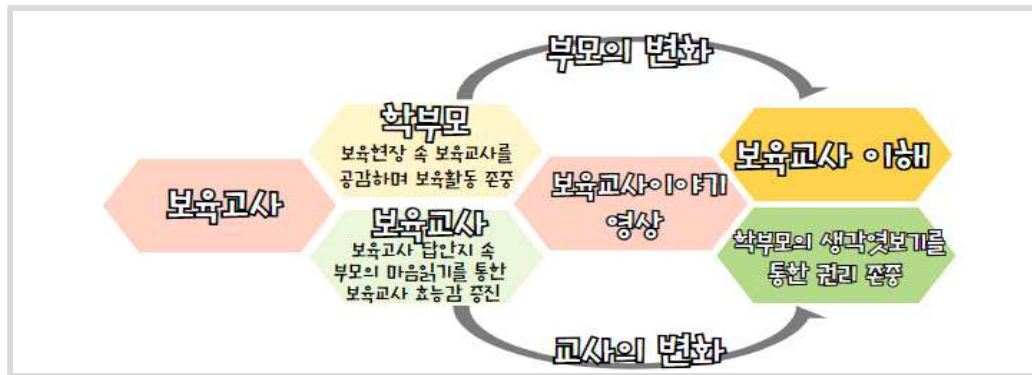 부모의 변화
학부모
보육현장 속 보육교사를
공감하며 보육활동 존중
보육고사
보육교사이야기
영상
보육교사 이해
보육교사
보육고사 답안지 속
부모의 마음읽기를 통한
보육교사 효능감 증진
학부모의 생각엿보기를
통한 권리 존중
교사의 변화